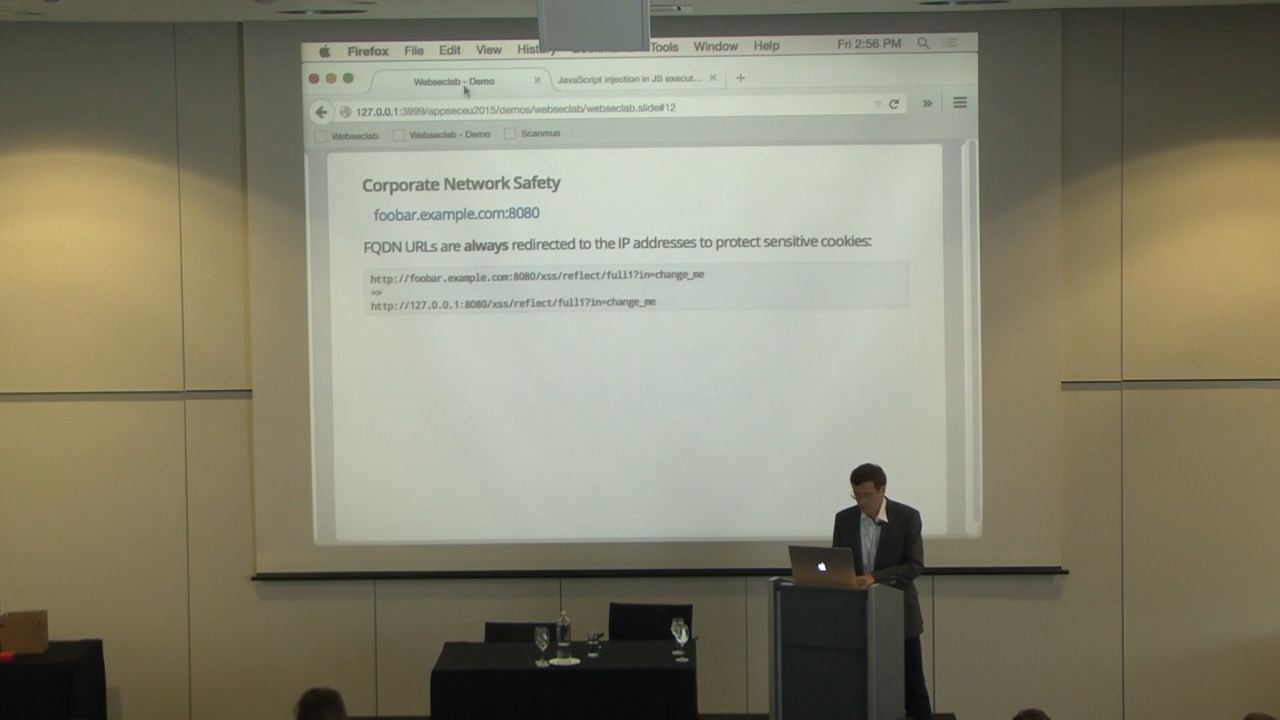 Firefox File Edit View History Tools Window Help Fri 2:56 PM
Webseclab - Demo JavaScript injection in JS execut...
127.0.0.1:3999/appseceu2015/demos/webseclab/webseclab.slide#12
Webseclab Webseclab - Demo Scanmus
Corporate Network Safety
foobar.example.com:8080
FQDN URLs are always redirected to the IP addresses to protect sensitive cookies:
http://foobar.example.com:8080/xss/reflect/full1?in=change_me
=>
http://127.0.0.1:8080/xss/reflect/full1?in=change_me